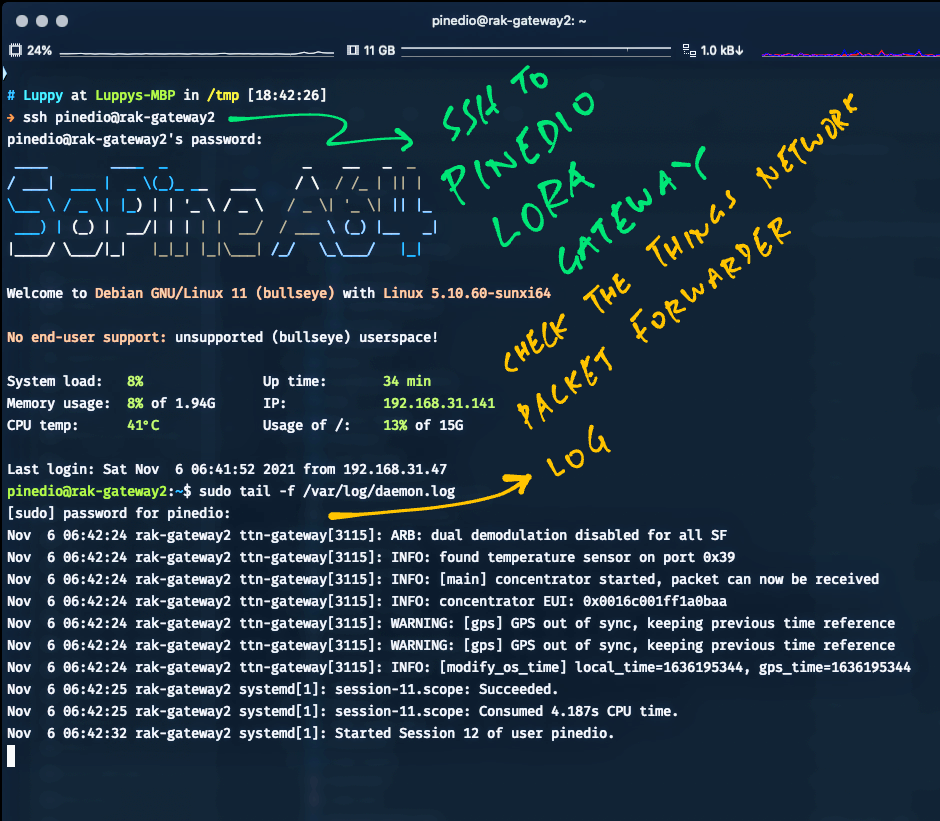 pinedio@rak-gateway2: ~
24% 11 GB 1.0 kB↓
# Luppy at Luppys-MBP in /tmp [18:42:26]
→ ssh pinedio@rak-gateway2
pinedio@rak-gateway2's password:
SSH TO
PINEDIO
LORA
GATEWAY
SoPine A64
CHECK THE THINGS NETWORK
PACKET FORWARDER
LOG
Welcome to Debian GNU/Linux 11 (bullseye) with Linux 5.10.60-sunxi64
No end-user support: unsupported (bullseye) userspace!
System load: 8% Up time: 34 min
Memory usage: 8% of 1.94G IP: 192.168.31.141
CPU temp: 41°C Usage of /: 13% of 15G
Last login: Sat Nov 6 06:41:52 2021 from 192.168.31.47
pinedio@rak-gateway2:~$ sudo tail -f /var/log/daemon.log
[sudo] password for pinedio:
Nov 6 06:42:24 rak-gateway2 ttn-gateway[3115]: ARB: dual demodulation disabled for all SF
Nov 6 06:42:24 rak-gateway2 ttn-gateway[3115]: INFO: found temperature sensor on port 0x39
Nov 6 06:42:24 rak-gateway2 ttn-gateway[3115]: INFO: [main] concentrator started, packet can now be received
Nov 6 06:42:24 rak-gateway2 ttn-gateway[3115]: INFO: concentrator EUI: 0x0016c001ff1a0baa
Nov 6 06:42:24 rak-gateway2 ttn-gateway[3115]: WARNING: [gps] GPS out of sync, keeping previous time reference
Nov 6 06:42:24 rak-gateway2 ttn-gateway[3115]: WARNING: [gps] GPS out of sync, keeping previous time reference
Nov 6 06:42:24 rak-gateway2 ttn-gateway[3115]: INFO: [modify_os_time] local_time=1636195344, gps_time=1636195344
Nov 6 06:42:25 rak-gateway2 systemd[1]: session-11.scope: Succeeded.
Nov 6 06:42:25 rak-gateway2 systemd[1]: session-11.scope: Consumed 4.187s CPU time.
Nov 6 06:42:32 rak-gateway2 systemd[1]: Started Session 12 of user pinedio.